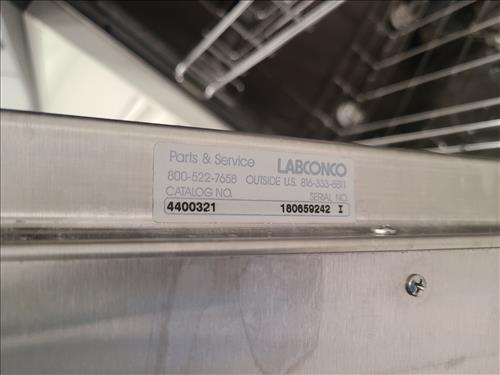 Parts & Service LABCONCO
800-522-7658 OUTSIDE U.S. 816-333-8811
CATALOG NO. SERIAL NO.
4400321 180659242 I